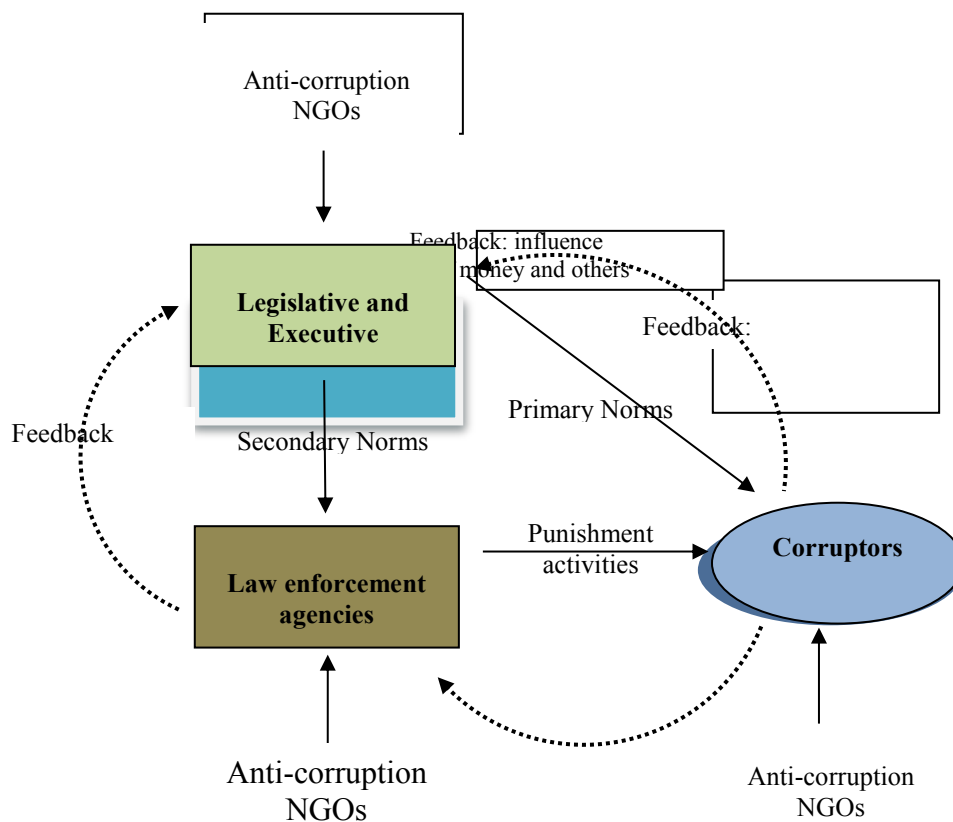 Anti-corruption
NGOs
Feedback: influence
money and others
Legislative and
Executive
Feedback:
Primary Norms
Feedback
Secondary Norms
Punishment
activities
Corruptors
Law enforcement
agencies
Anti-corruption
NGOs
Anti-corruption
NGOs